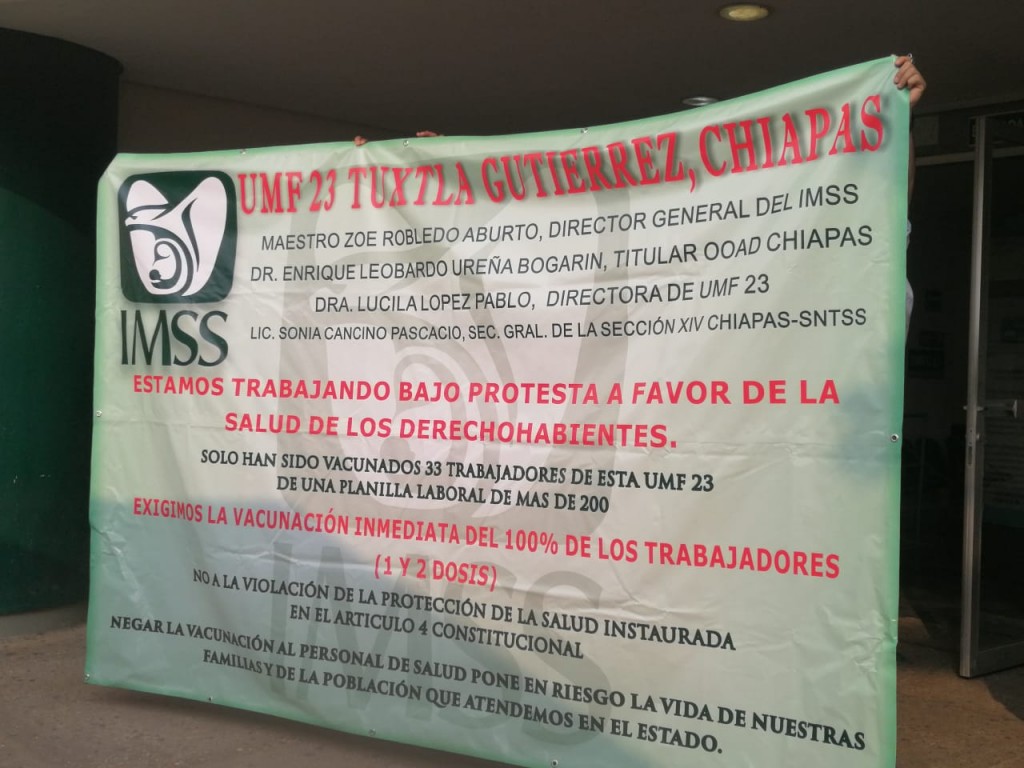 UMF 23 TUXTLA GUTIERREZ, CHIAPAS
MAESTRO ZOE ROBLEDO ABURTO, DIRECTOR GENERAL DEL IMSS
DR. ENRIQUE LEOBARDO UREÑA BOGARIN, TITULAR OOAD CHIAPAS
DRA. LUCILA LOPEZ PABLO, DIRECTORA DE UMF 23
LIC. SONIA CANCINO PASCACIO, SEC. GRAL. DE LA SECCIÓN XIV CHIAPAS-SNTSS
IMSS
ESTAMOS TRABAJANDO BAJO PROTESTA A FAVOR DE LA
SALUD DE LOS DERECHOHABIENTES.
SOLO HAN SIDO VACUNADOS 33 TRABAJADORES DE ESTA UMF 23
DE UNA PLANILLA LABORAL DE MAS DE 200
EXIGIMOS LA VACUNACIÓN INMEDIATA DEL 100% DE LOS TRABAJADORES
(1 Y 2 DOSIS)
NO A LA VIOLACIÓN DE LA PROTECCIÓN DE LA SALUD INSTAURADA
EN EL ARTICULO 4 CONSTITUCIONAL
NEGAR LA VACUNACIÓN AL PERSONAL DE SALUD PONE EN RIESGO LA VIDA DE NUESTRAS
FAMILIAS Y DE LA POBLACIÓN QUE ATENDEMOS EN EL ESTADO.
IMSS